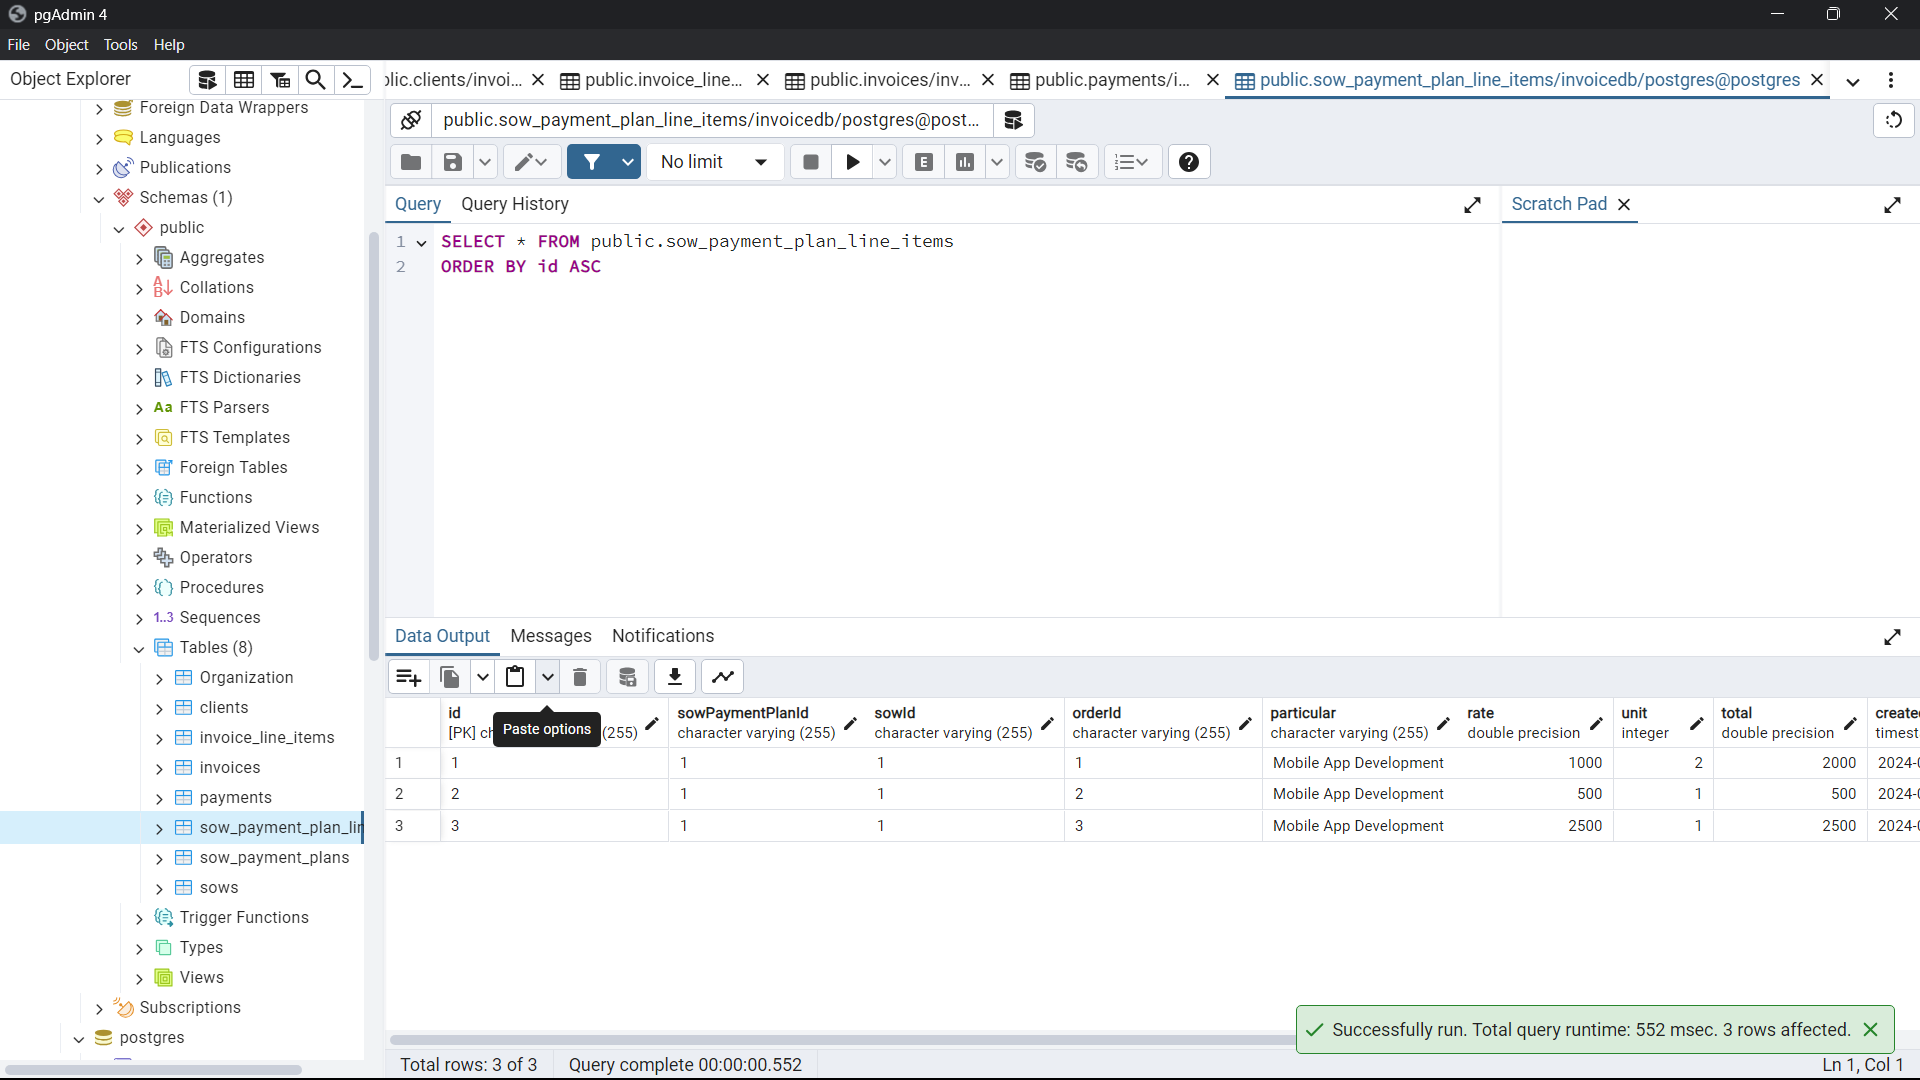 pgAdmin 4
File Object Tools Help
Object Explorer
lic.clients/invoi...
public.invoice_line...
public.invoices/inv...
public.payments/i...
public.sow_payment_plan_line_items/invoicedb/postgres@postgres
public.sow_payment_plan_line_items/invoicedb/postgres@post...
No limit
E
Query Query History
Scratch Pad
1 SELECT * FROM public.sow_payment_plan_line_items
2 ORDER BY id ASC
Foreign Data Wrappers
Languages
Publications
Schemas (1)
public
Aggregates
Collations
Domains
FTS Configurations
FTS Dictionaries
Aa FTS Parsers
FTS Templates
Foreign Tables
Functions
Materialized Views
Operators
Procedures
1..3 Sequences
Tables (8)
Organization
clients
invoice_line_items
invoices
payments
sow_payment_plan_lin
sow_payment_plans
sows
Trigger Functions
Types
Views
Subscriptions
postgres
Data Output Messages Notifications
Paste options
id sowPaymentPlanId sowId orderId particular rate unit total create
[PK] ch (255) character varying (255) character varying (255) character varying (255) character varying (255) double precision integer double precision timest
1 1 1 1 1 Mobile App Development 1000 2 2000 2024-
2 2 1 1 2 Mobile App Development 500 1 500 2024-
3 3 1 1 3 Mobile App Development 2500 1 2500 2024-
Successfully run. Total query runtime: 552 msec. 3 rows affected.
Total rows: 3 of 3 Query complete 00:00:00.552 Ln 1, Col 1